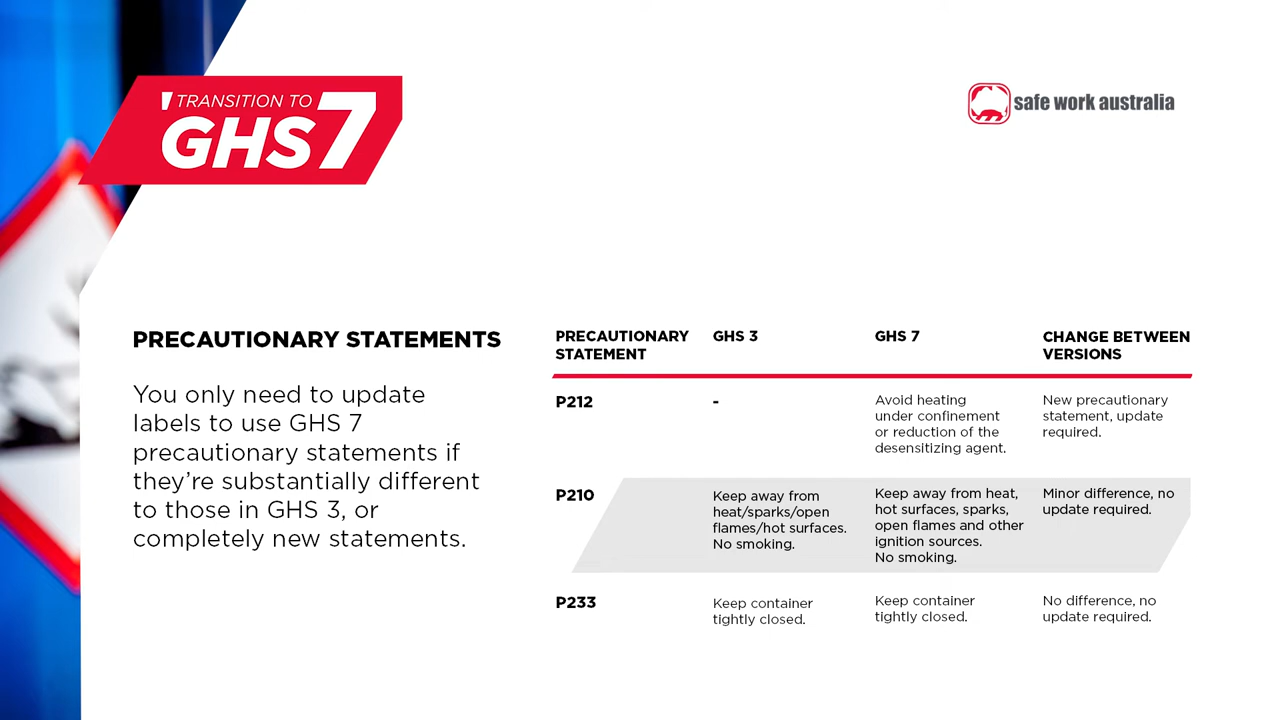 TRANSITION TO
GHS7
safe work australia
PRECAUTIONARY STATEMENTS
You only need to update
labels to use GHS 7
precautionary statements if
they’re substantially different
to those in GHS 3, or
completely new statements.
PRECAUTIONARY
STATEMENT
GHS 3
GHS 7
CHANGE BETWEEN
VERSIONS
P212
-
Avoid heating
under confinement
or reduction of the
desensitizing agent.
New precautionary
statement, update
required.
P210
Keep away from
heat/sparks/open
flames/hot surfaces.
No smoking.
Keep away from heat,
hot surfaces, sparks,
open flames and other
ignition sources.
No smoking.
Minor difference, no
update required.
P233
Keep container
tightly closed.
Keep container
tightly closed.
No difference, no
update required.